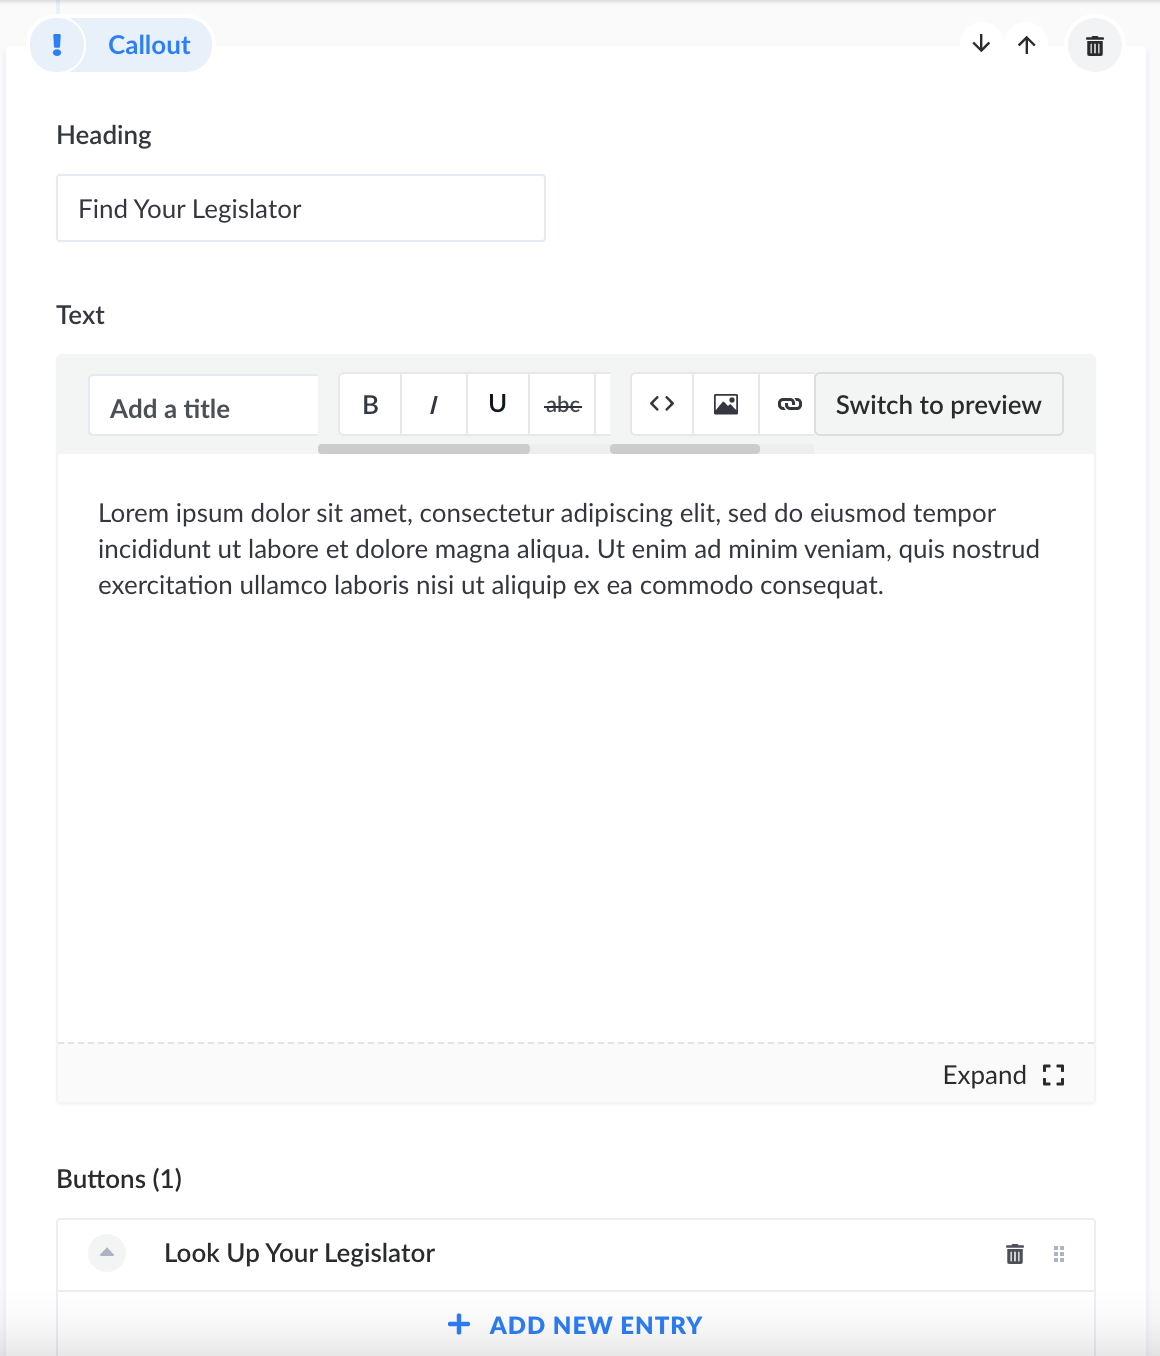 Callout
Heading
Find Your Legislator
Text
Add a title B I U abc Switch to preview
Lorem ipsum dolor sit amet, consectetur adipiscing elit, sed do eiusmod tempor
incididunt ut labore et dolore magna aliqua. Ut enim ad minim veniam, quis nostrud
exercitation ullamco laboris nisi ut aliquip ex ea commodo consequat.
Expand
Buttons (1)
Look Up Your Legislator
+ ADD NEW ENTRY